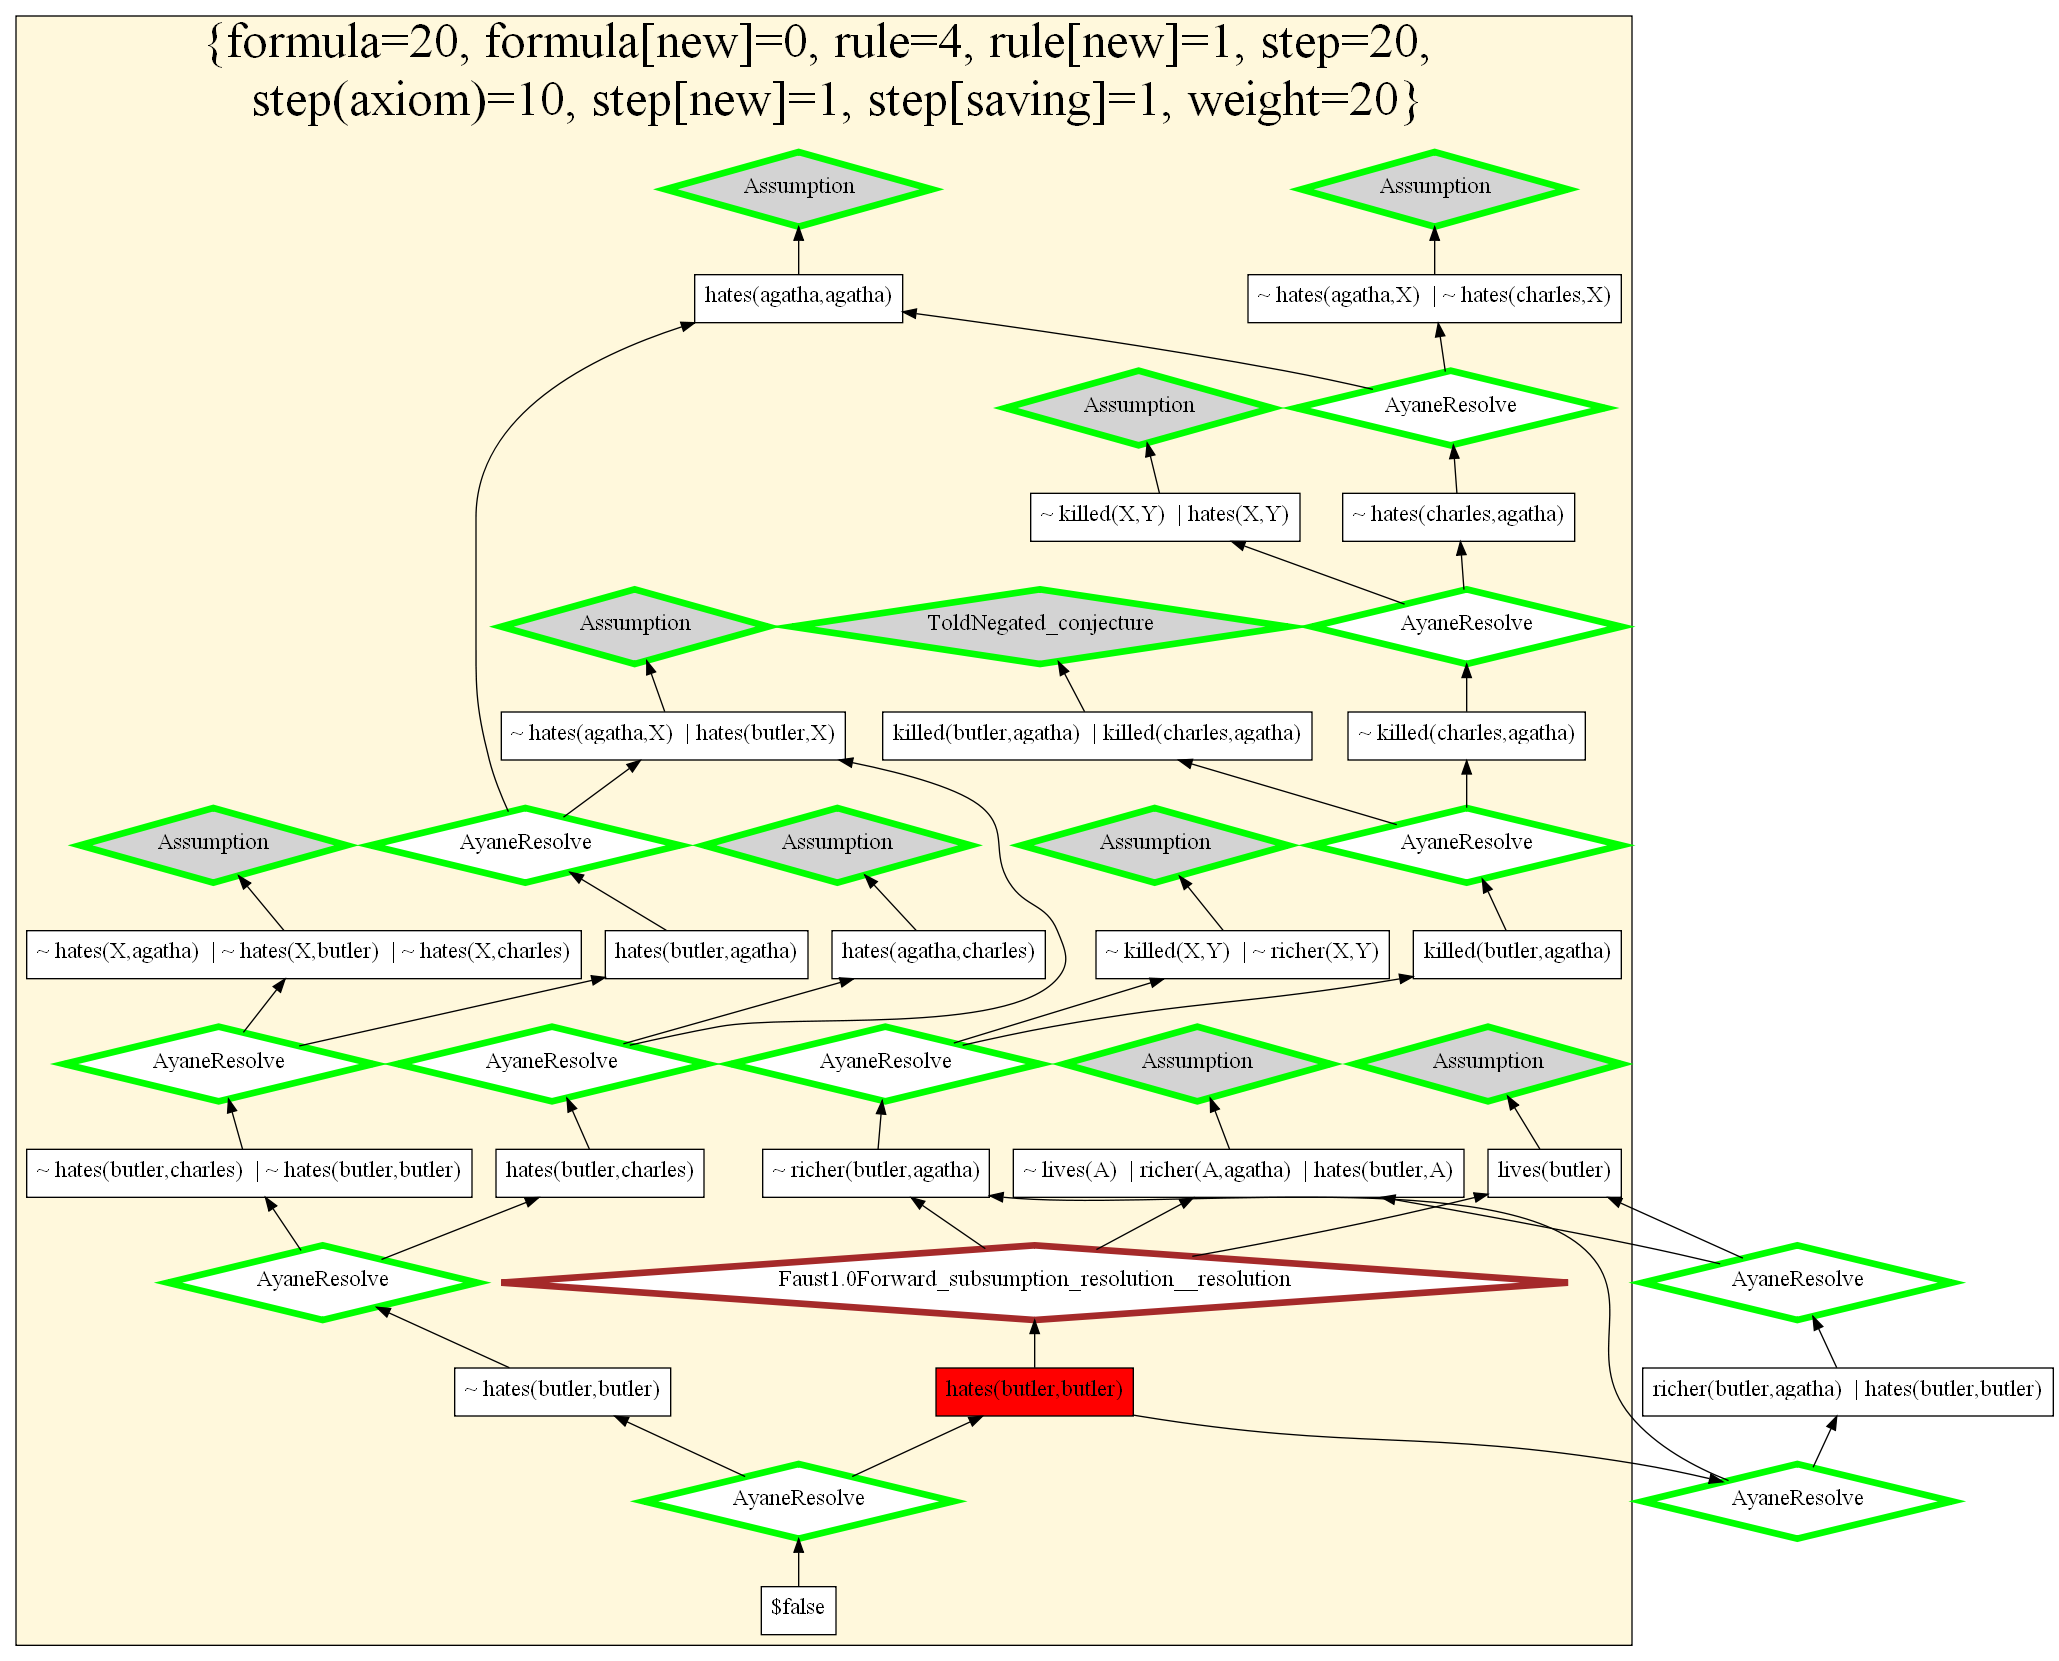 {formula=20, formula[new]=0, rule=4, rule[new]=1, step=20,
step(axiom)=10, step[new]=1, step[saving]=1, weight=20}
Assumption
Assumption
hates(agatha,agatha)
~ hates(agatha,X) | ~ hates(charles,X)
Assumption
AyaneResolve
~ killed(X,Y) | hates(X,Y)
~ hates(charles,agatha)
Assumption
ToldNegated_conjecture
AyaneResolve
~ hates(agatha,X) | hates(butler,X)
killed(butler,agatha) | killed(charles,agatha)
~ killed(charles,agatha)
Assumption
AyaneResolve
Assumption
Assumption
AyaneResolve
~ hates(X,agatha) | ~ hates(X,butler) | ~ hates(X,charles)
hates(butler,agatha)
hates(agatha,charles)
~ killed(X,Y) | ~ richer(X,Y)
killed(butler,agatha)
AyaneResolve
AyaneResolve
AyaneResolve
Assumption
Assumption
~ hates(butler,charles) | ~ hates(butler,butler)
hates(butler,charles)
~ richer(butler,agatha)
~ lives(A) | richer(A,agatha) | hates(butler,A)
lives(butler)
AyaneResolve
Faust1.0Forward_subsumption_resolution__resolution
AyaneResolve
~ hates(butler,butler)
hates(butler,butler)
richer(butler,agatha) | hates(butler,butler)
AyaneResolve
AyaneResolve
$false